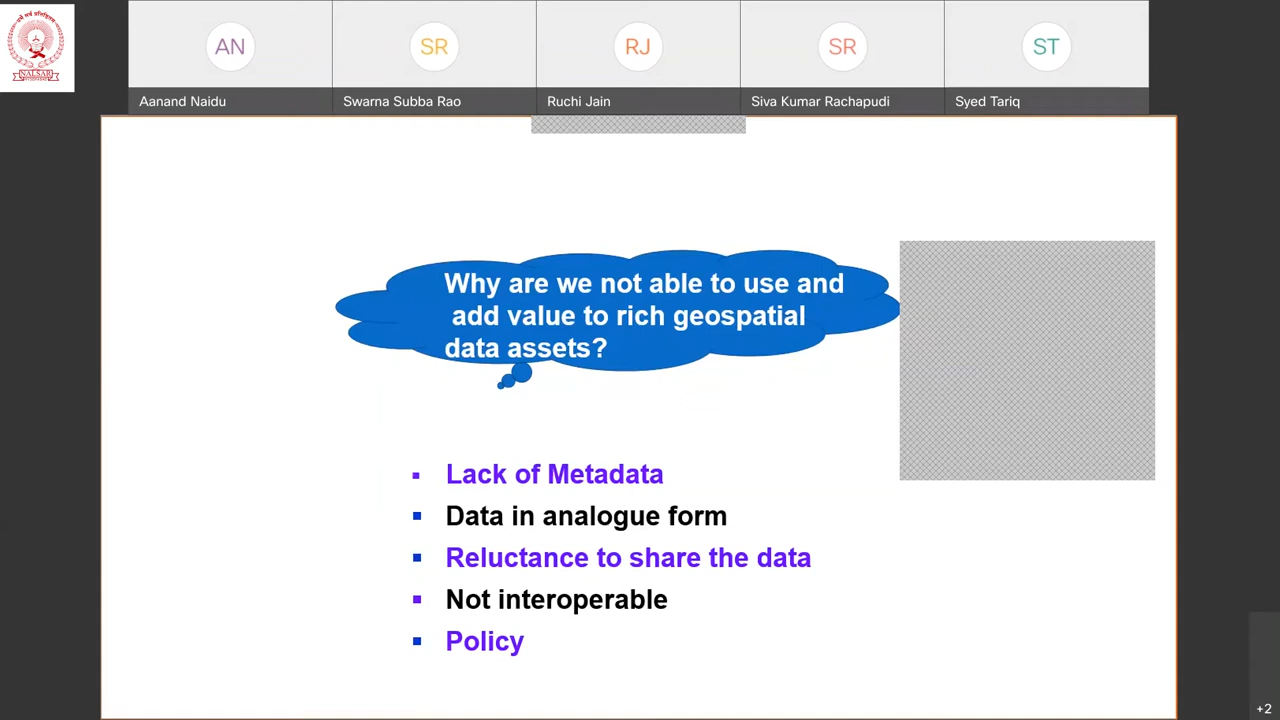 NALSAR
AN
SR
RJ
SR
ST
Aanand Naidu
Swarna Subba Rao
Ruchi Jain
Siva Kumar Rachapudi
Syed Tariq
Why are we not able to use and
add value to rich geospatial
data assets?
Lack of Metadata
Data in analogue form
Reluctance to share the data
Not interoperable
Policy
+2